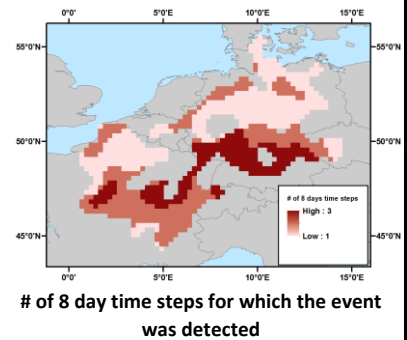 0°0' 5°0'E 10°0'E 15°0'E
55°0'N 55°0'N
50°0'N 50°0'N
45°0'N 45°0'N
# of 8 days time steps
High : 3
Low : 1
0°0' 5°0'E 10°0'E 15°0'E
# of 8 day time steps for which the event
was detected